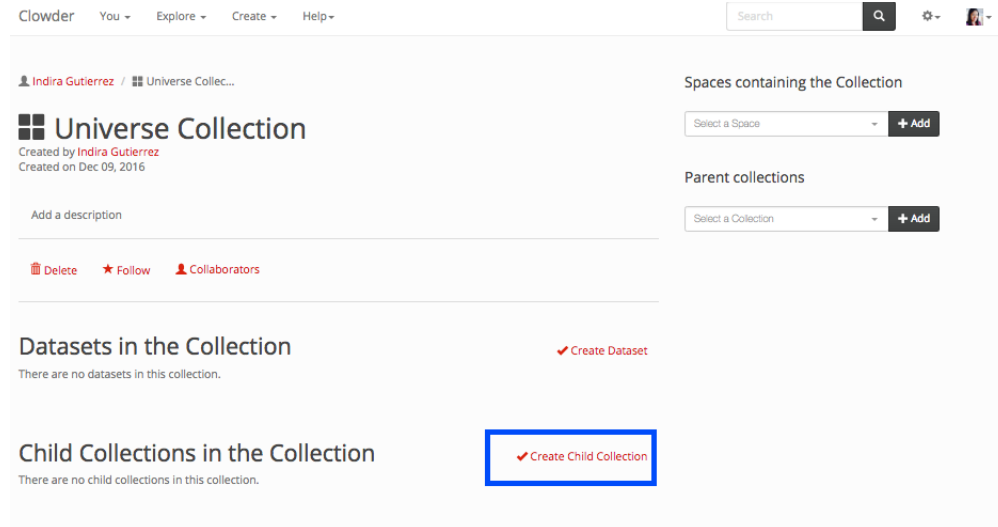 Clowder You Explore Create Help Search
Indira Gutierrez / Universe Collec...
Universe Collection
Created by Indira Gutierrez
Created on Dec 09, 2016
Add a description
Delete Follow Collaborators
Datasets in the Collection
Create Dataset
There are no datasets in this collection.
Child Collections in the Collection
Create Child Collection
There are no child collections in this collection.
Spaces containing the Collection
Select a Space + Add
Parent collections
Select a Collection + Add